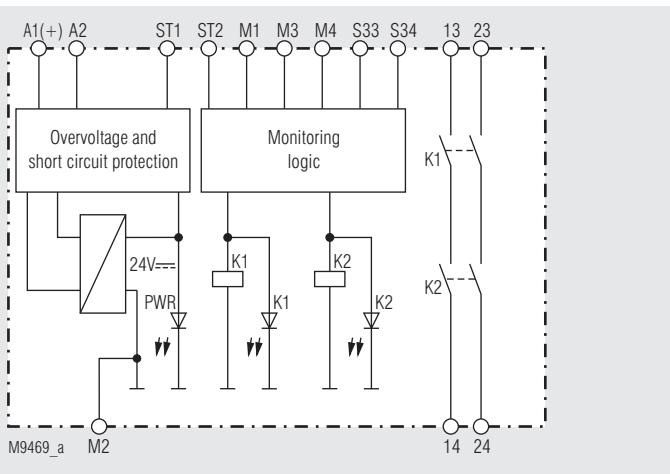 A1(+) A2 ST1 ST2 M1 M3 M4 S33 S34 13 23
Overvoltage and
short circuit protection
Monitoring
logic
K1
24V
K1
K2
K2
PWR
K1
K2
M9469_a
M2
14 24